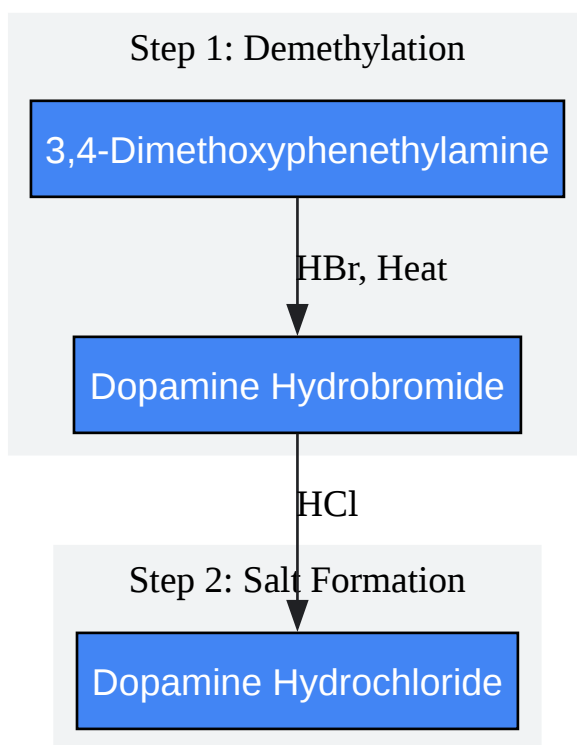 Step 1: Demethylation
3,4-Dimethoxyphenethylamine
HBr, Heat
Dopamine Hydrobromide
HCl
Step 2: Salt Formation
Dopamine Hydrochloride